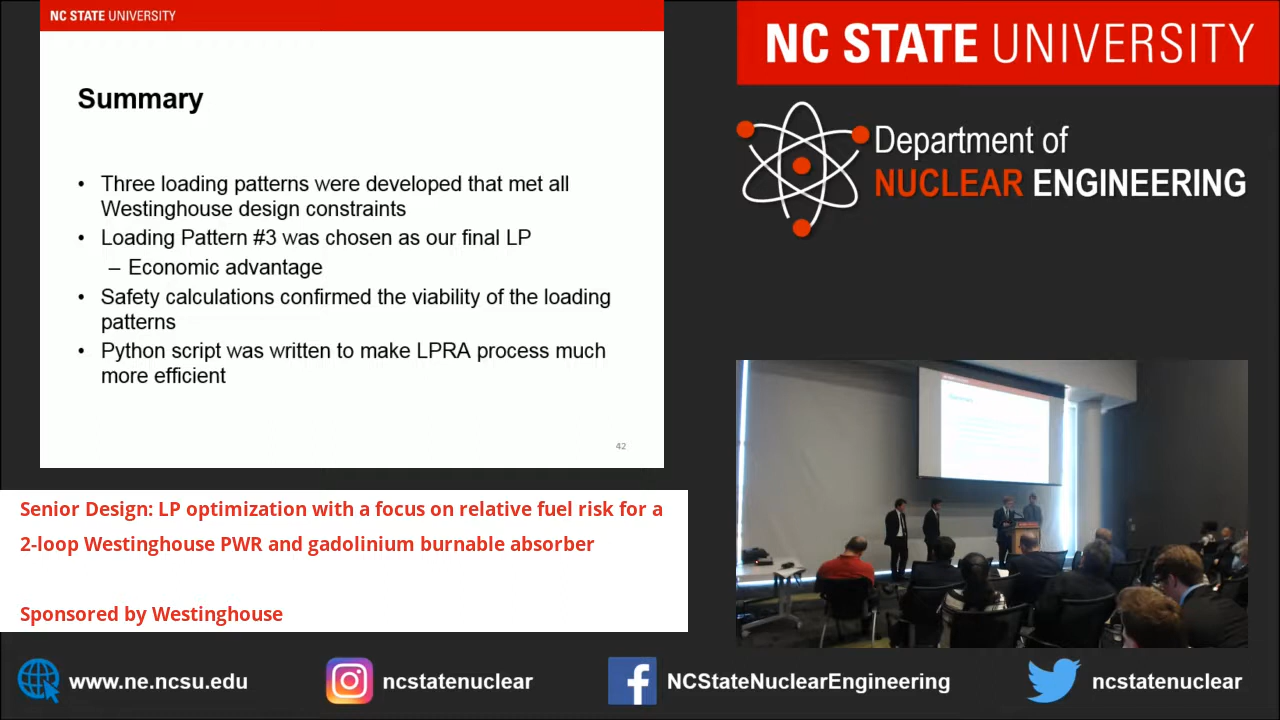 NC STATE UNIVERSITY
Summary
• Three loading patterns were developed that met all
Westinghouse design constraints
• Loading Pattern #3 was chosen as our final LP
– Economic advantage
• Safety calculations confirmed the viability of the loading
patterns
• Python script was written to make LPRA process much
more efficient
42
NC STATE UNIVERSITY
Department of
NUCLEAR ENGINEERING
Senior Design: LP optimization with a focus on relative fuel risk for a
2-loop Westinghouse PWR and gadolinium burnable absorber
Sponsored by Westinghouse
www.ne.ncsu.edu
ncstatenuclear
NCStateNuclearEngineering
ncstatenuclear